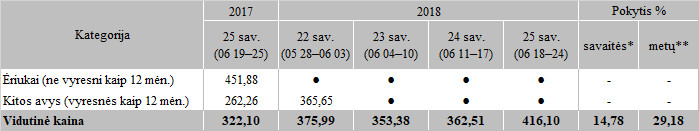 Kategorija 2017 2018 Pokytis %
25 sav. (06 19–25) 22 sav. (05 28–06 03) 23 sav. (06 04–10) 24 sav. (06 11–17) 25 sav. (06 18–24) savaitės* metų**
Ėriukai (ne vyresni kaip 12 mėn.) 451,88 ● ● ● ● - -
Kitos avys (vyresnės kaip 12 mėn.) 262,26 365,65 ● ● ● - -
Vidutinė kaina 322,10 375,99 353,38 362,51 416,10 14,78 29,18